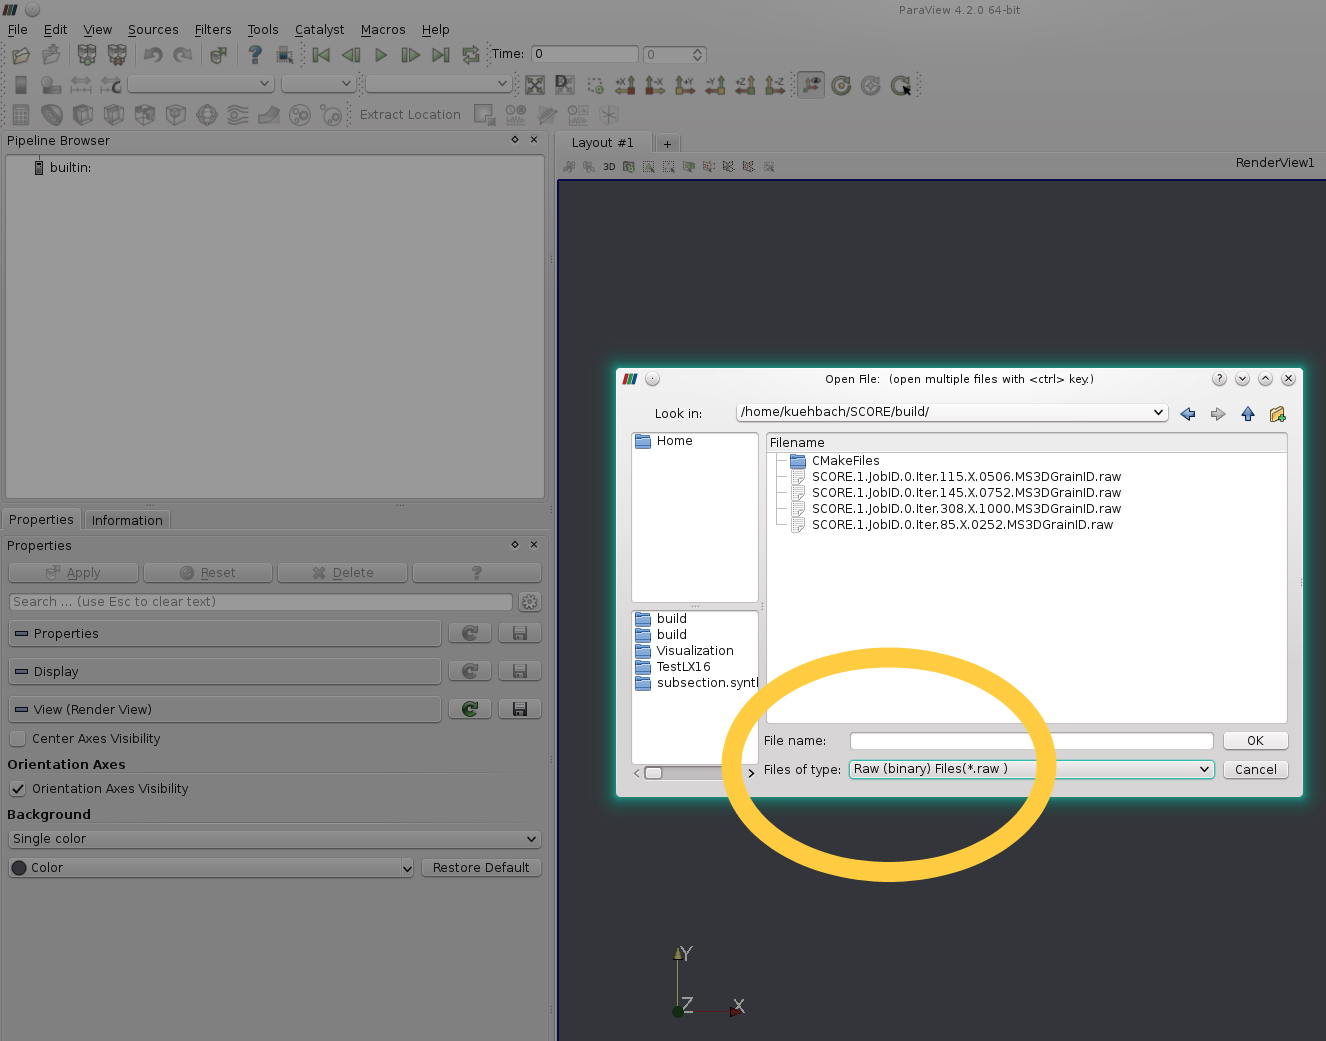 ParaView 4.2.0 64-bit
File Edit View Sources Filters Tools Catalyst Macros Help
Time: 0 0
+X -X +Y -Y +Z -Z
Extract Location
Pipeline Browser
builtin:
Layout #1 +
3D
RenderView1
Properties Information
Properties
Apply Reset Delete ?
Search ... (use Esc to clear text)
Properties
Display
View (Render View)
Center Axes Visibility
Orientation Axes
Orientation Axes Visibility
Background
Single color
Color Restore Default
Open File: (open multiple files with <ctrl> key.)
Look in: /home/kuehbach/SCORE/build/
Home
Filename
CMakeFiles
SCORE.1.JobID.0.Iter.115.X.0506.MS3DGrainID.raw
SCORE.1.JobID.0.Iter.145.X.0752.MS3DGrainID.raw
SCORE.1.JobID.0.Iter.308.X.1000.MS3DGrainID.raw
SCORE.1.JobID.0.Iter.85.X.0252.MS3DGrainID.raw
build
build
Visualization
TestLX16
subsection.synt
File name: OK
Files of type: Raw (binary) Files(*.raw ) Cancel
Y
Z X